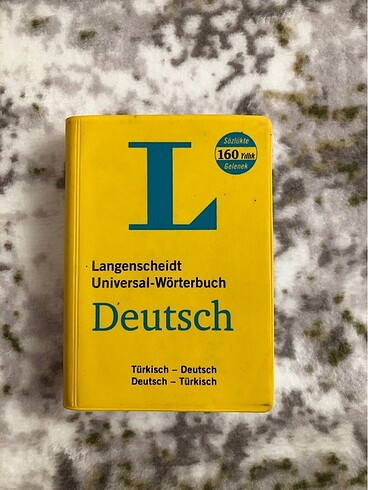 Sözlükte
160 Yıllık
Gelenek
L
Langenscheidt
Universal-Wörterbuch
Deutsch
Türkisch – Deutsch
Deutsch – Türkisch